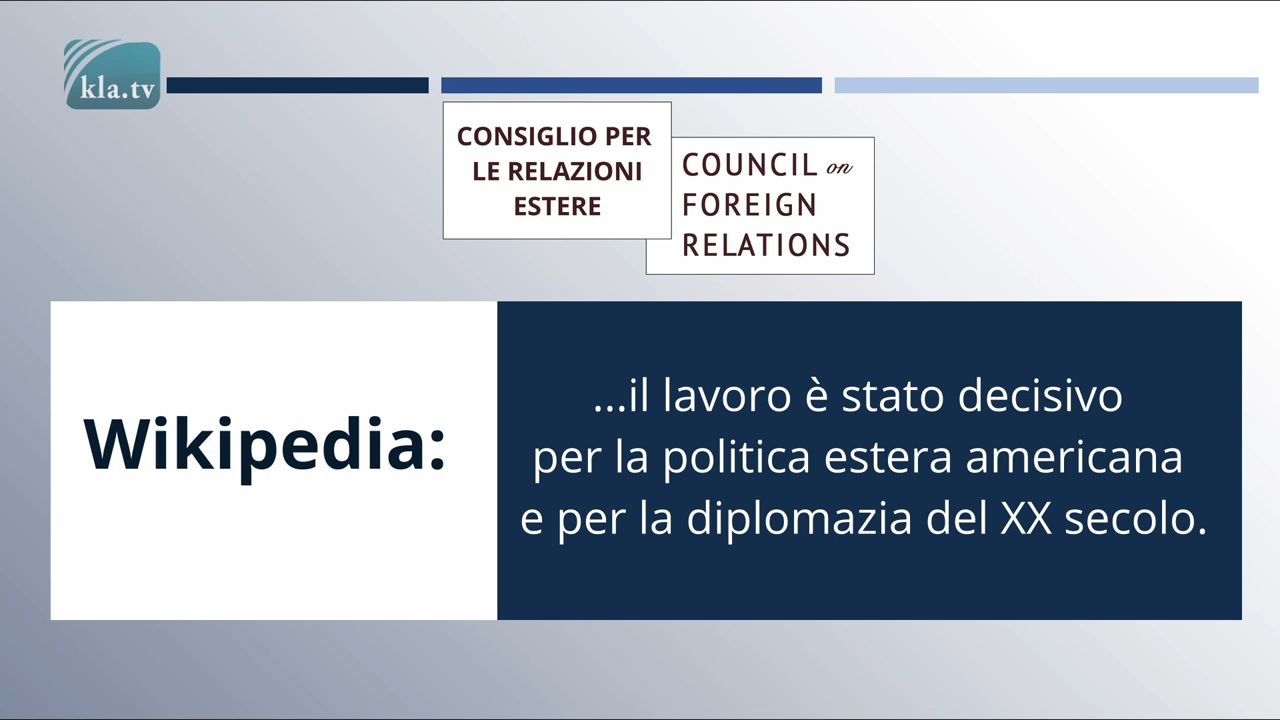 kla.tv
CONSIGLIO PER
LE RELAZIONI
ESTERE
COUNCIL on
FOREIGN
RELATIONS
Wikipedia:
...il lavoro è stato decisivo
per la politica estera americana
e per la diplomazia del XX secolo.